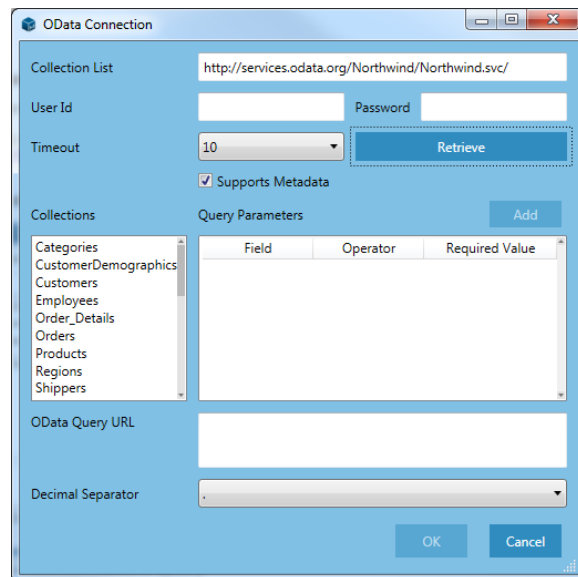 OData Connection
Collection List http://services.odata.org/Northwind/Northwind.svc/
User Id Password
Timeout 10 Retrieve
Supports Metadata
Collections Query Parameters Add
Field Operator Required Value
Categories
CustomerDemographics
Customers
Employees
Order_Details
Orders
Products
Regions
Shippers
OData Query URL
Decimal Separator .
OK Cancel